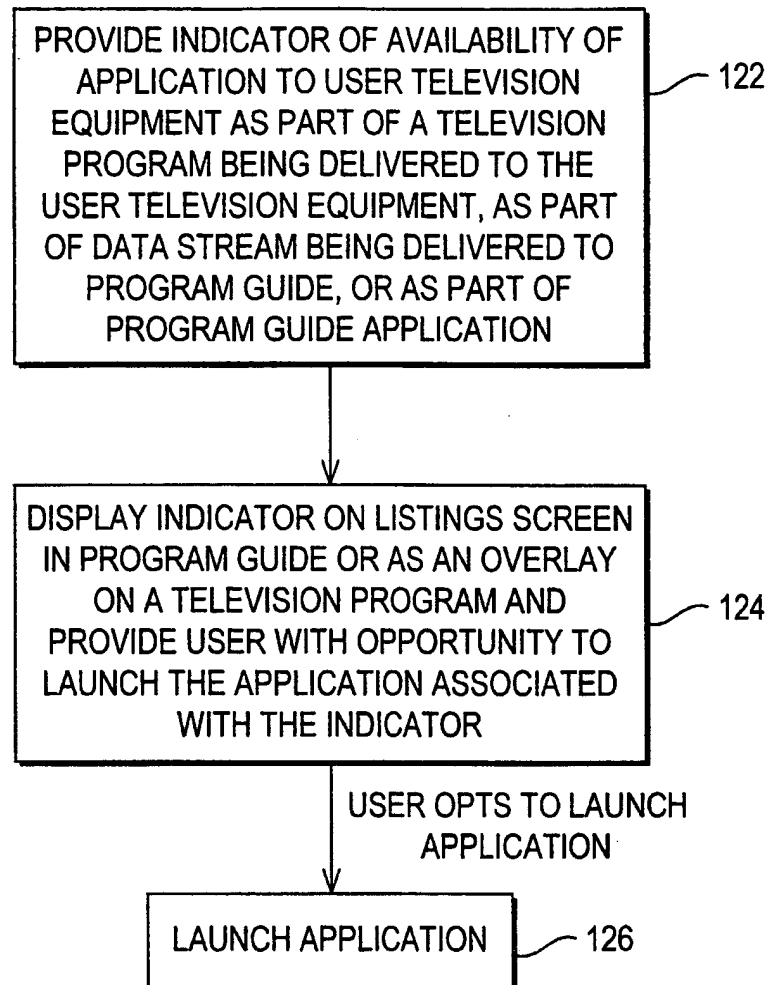 PROVIDE INDICATOR OF AVAILABILITY OF
APPLICATION TO USER TELEVISION
EQUIPMENT AS PART OF A TELEVISION
PROGRAM BEING DELIVERED TO THE
USER TELEVISION EQUIPMENT, AS PART
OF DATA STREAM BEING DELIVERED TO
PROGRAM GUIDE, OR AS PART OF
PROGRAM GUIDE APPLICATION
122
DISPLAY INDICATOR ON LISTINGS SCREEN
IN PROGRAM GUIDE OR AS AN OVERLAY
ON A TELEVISION PROGRAM AND
PROVIDE USER WITH OPPORTUNITY TO
LAUNCH THE APPLICATION ASSOCIATED
WITH THE INDICATOR
124
USER OPTS TO LAUNCH
APPLICATION
LAUNCH APPLICATION
126